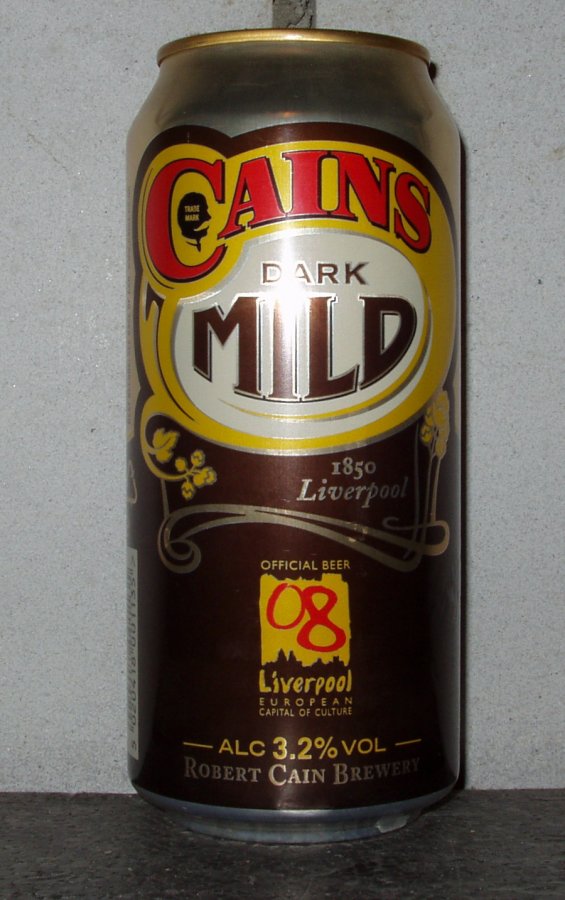 CAINS
TRADE
MARK
DARK
MILD
1850
Liverpool
OFFICIAL BEER
08
Liverpool
EUROPEAN
CAPITAL OF CULTURE
ALC 3.2% VOL
ROBERT CAIN BREWERY